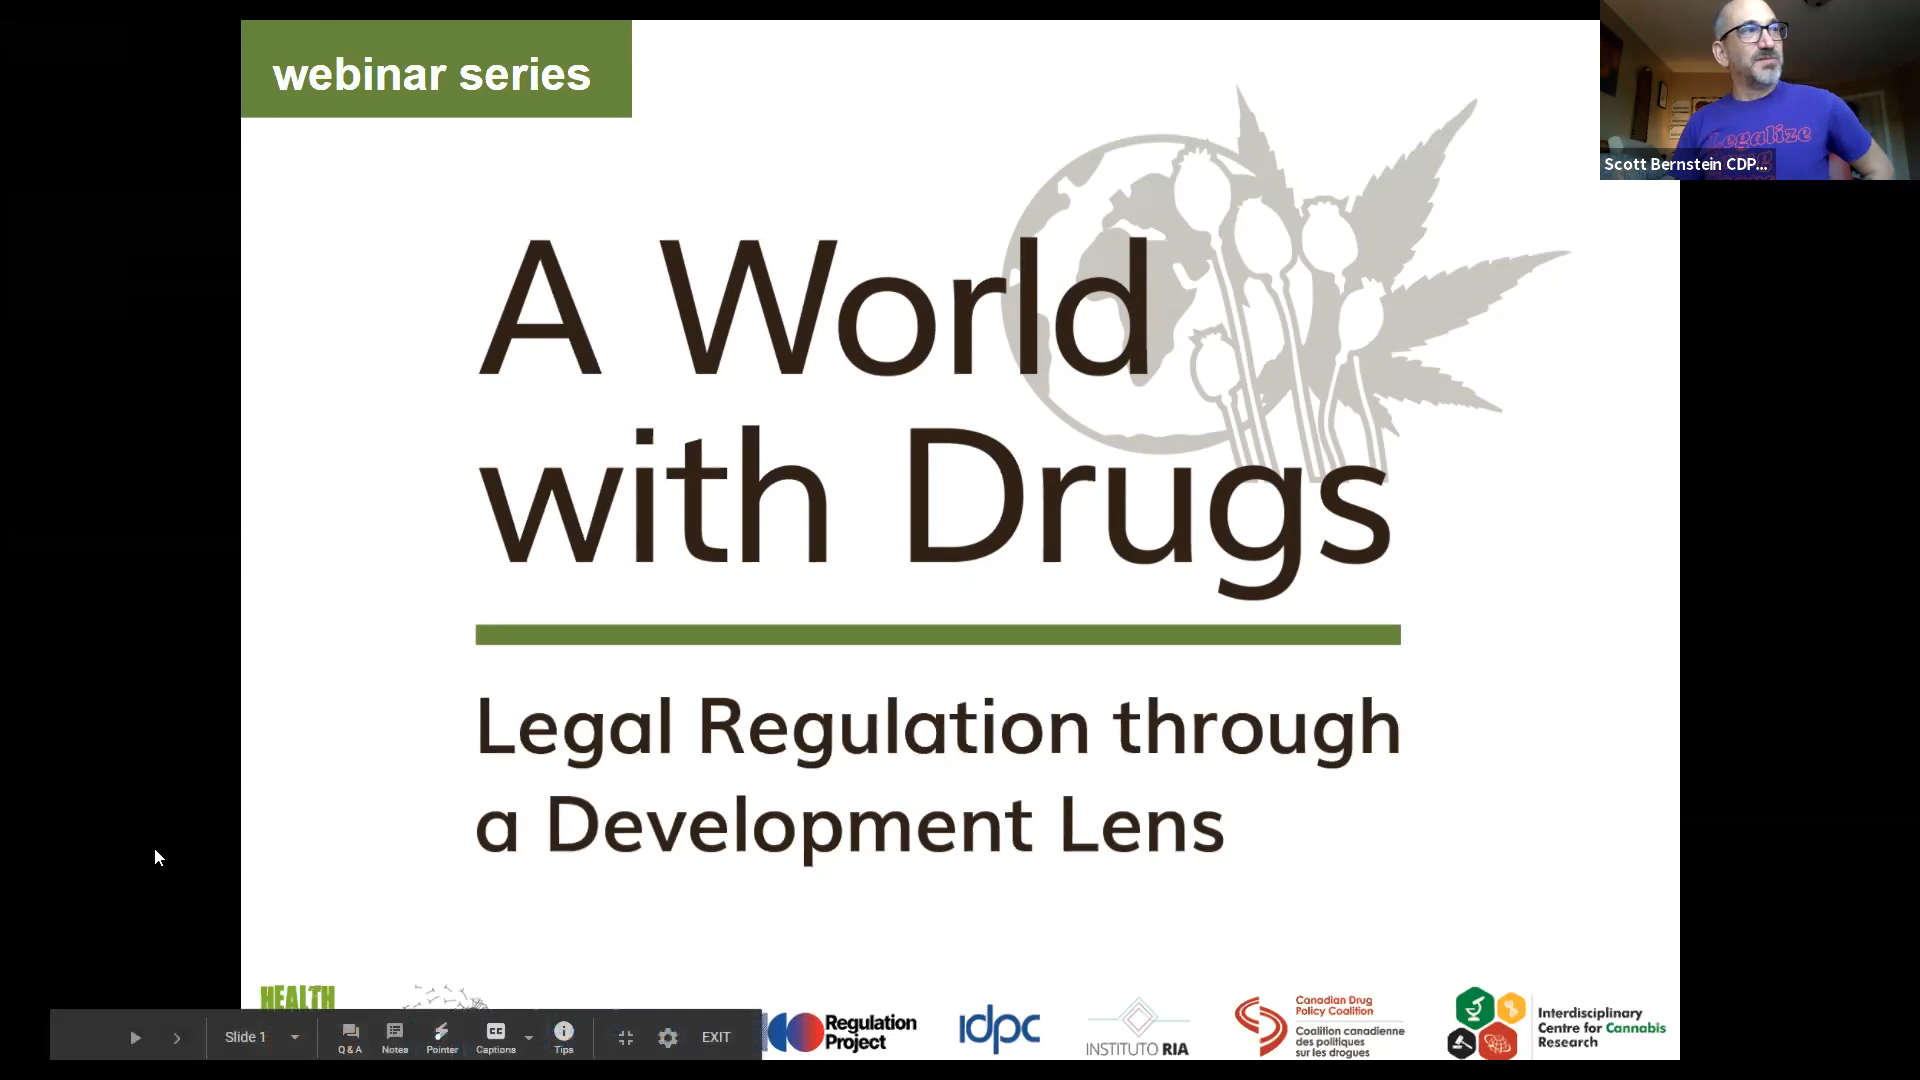 webinar series
Legalize
Scott Bernstein CDP...
A World
with Drugs
Legal Regulation through
a Development Lens
HEALTH
Regulation
Project
idpc
INSTITUTO RIA
Canadian Drug
Policy Coalition
Coalition canadienne
des politiques
sur les drogues
Interdisciplinary
Centre for Cannabis
Research
Slide 1
Q & A
Notes
Pointer
CC
Captions
Tips
EXIT